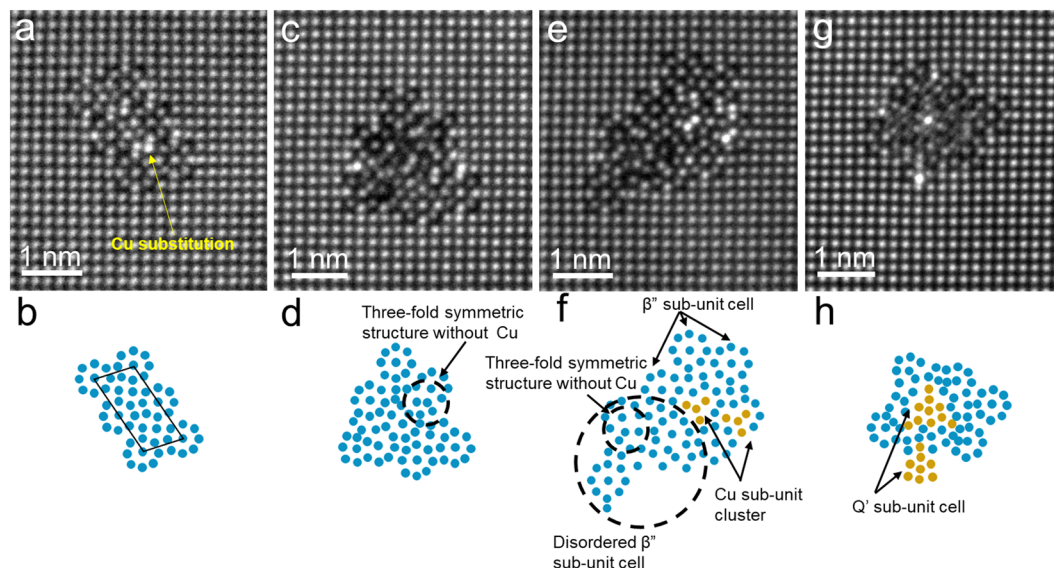 a
c
e
g
Cu substitution
1 nm
1 nm
1 nm
1 nm
b
d
f
h
Three-fold symmetric
structure without Cu
β” sub-unit cell
Three-fold symmetric
structure without Cu
Cu sub-unit
cluster
Disordered β”
sub-unit cell
Q’ sub-unit cell